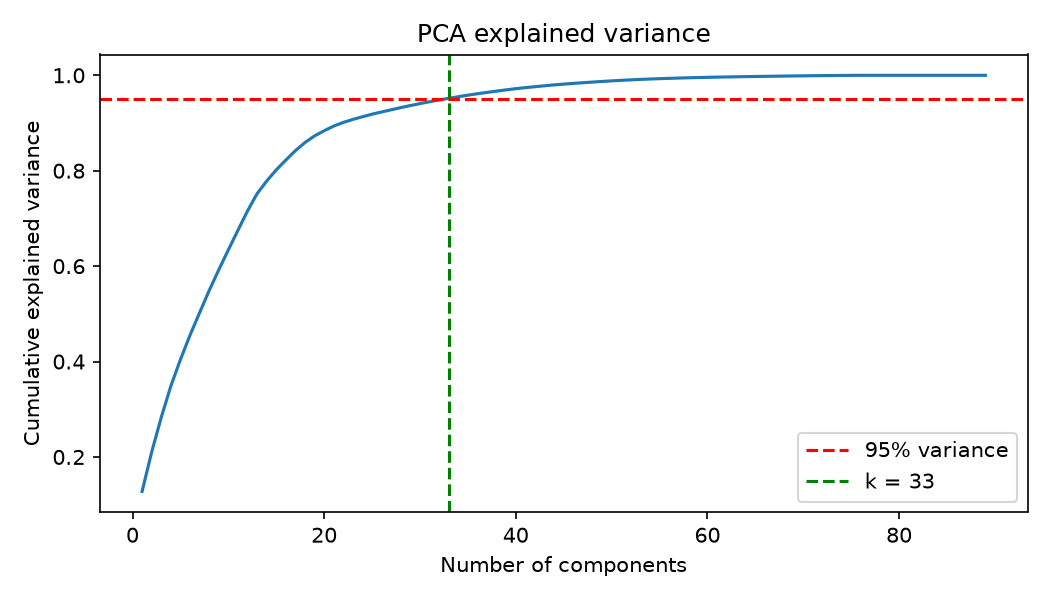 PCA explained variance
Cumulative explained variance
1.0
0.8
0.6
0.4
0.2
95% variance
k = 33
0 20 40 60 80
Number of components